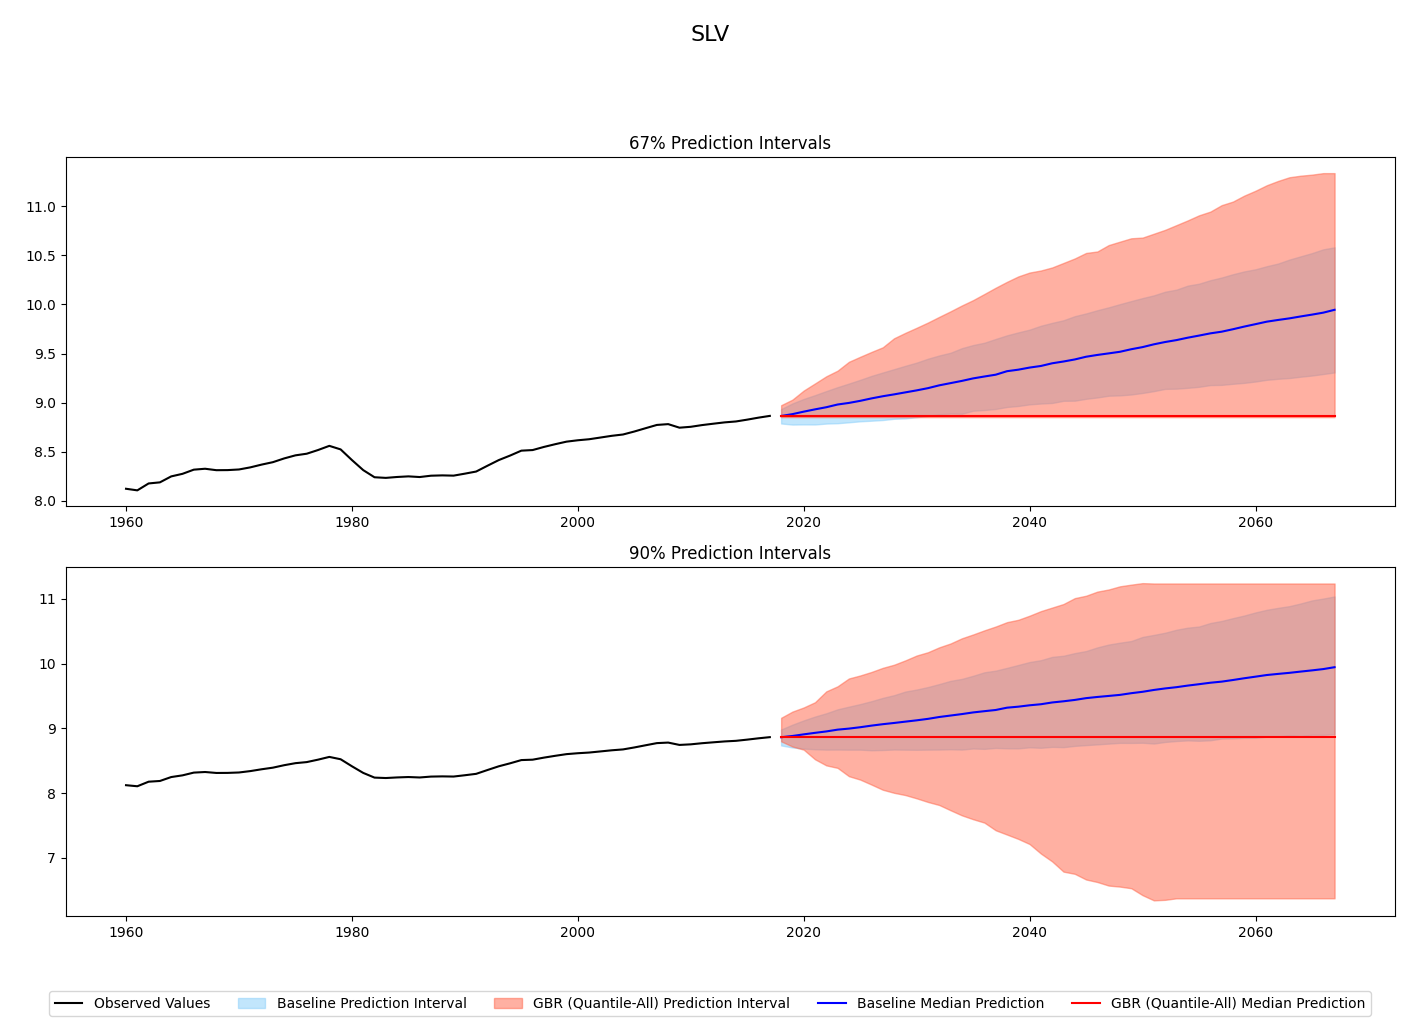 SLV
67% Prediction Intervals
11.0
10.5
10.0
9.5
9.0
8.5
8.0
1960 1980 2000 2020 2040 2060
90% Prediction Intervals
11
10
9
8
7
1960 1980 2000 2020 2040 2060
Observed Values Baseline Prediction Interval GBR (Quantile-All) Prediction Interval Baseline Median Prediction GBR (Quantile-All) Median Prediction